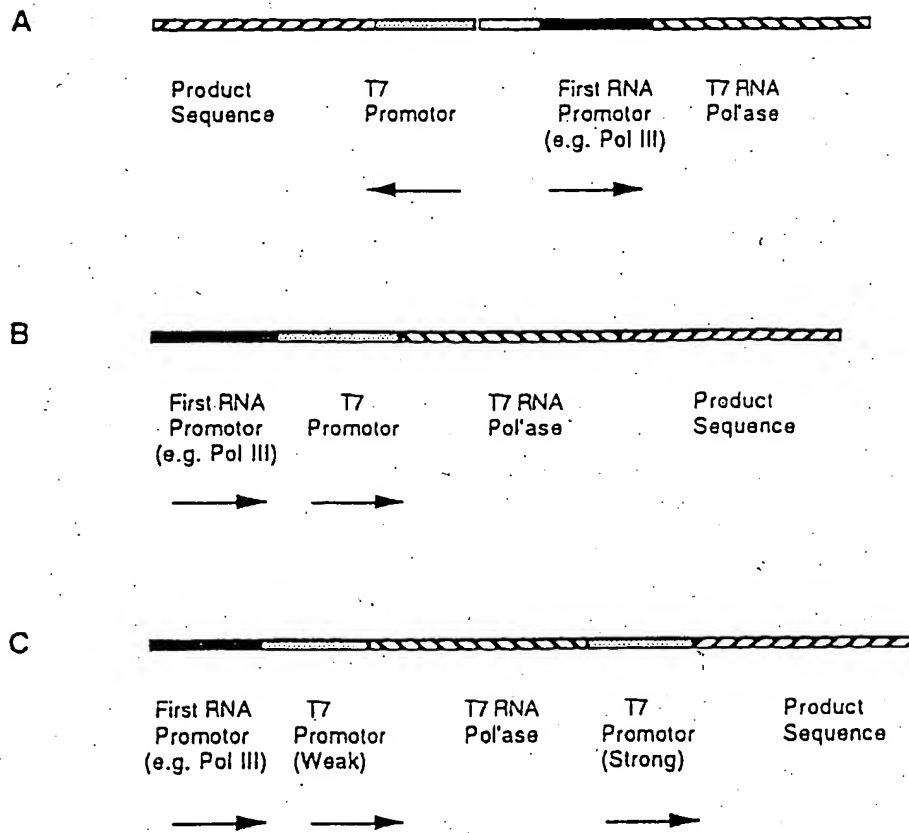 A
Product Sequence
T7 Promotor
First RNA Promotor (e.g. Pol III)
T7 RNA Pol'ase
B
First RNA Promotor (e.g. Pol III)
T7 Promotor
T7 RNA Pol'ase
Product Sequence
C
First RNA Promotor (e.g. Pol III)
T7 Promotor (Weak)
T7 RNA Pol'ase
T7 Promotor (Strong)
Product Sequence